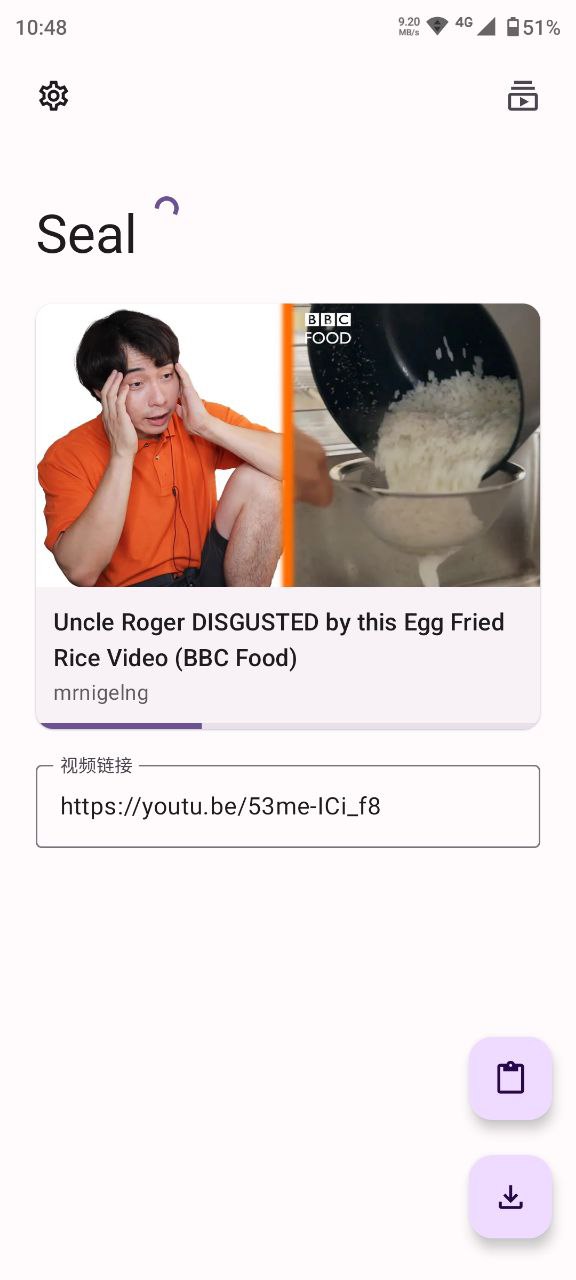 10:48
9.20
MB/s
4G
51%
Seal
BBC
FOOD
Uncle Roger DISGUSTED by this Egg Fried
Rice Video (BBC Food)
mrnigelng
视频链接
https://youtu.be/53me-ICi_f8